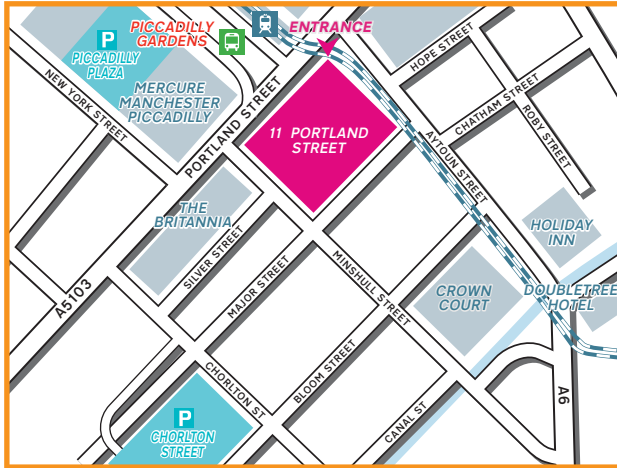 PICCADILLY
GARDENS
ENTRANCE
P
PICCADILLY
PLAZA
HOPE STREET
NEW YORK STREET
MERCURE
MANCHESTER
PICCADILLY
PORTLAND STREET
CHATHAM STREET
ROBY STREET
11 PORTLAND
STREET
AYTOUN STREET
THE
BRITANNIA
HOLIDAY
INN
SILVER STREET
MINSHULL STREET
A5103
MAJOR STREET
CROWN
COURT
DOUBLETREE
HOTEL
BLOOM STREET
CHORLTON ST
A6
CANAL ST
P
CHORLTON
STREET